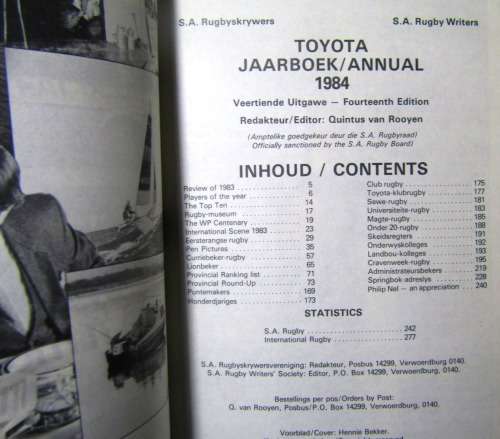 S.A. Rugbyskrywers S.A. Rugby Writers
TOYOTA
JAARBOEK/ANNUAL
1984
Veertiende Uitgawe — Fourteenth Edition
Redakteur/Editor: Quintus van Rooyen
(Amptelike goedgekeur deur die S.A. Rugbyraad)
Officially sanctioned by the S.A. Rugby Board)
INHOUD / CONTENTS
Review of 1983 5
Players of the year 6
The Top Ten 14
Rugby-museum 17
The WP Centenary 19
International Scene 1983 23
Eersterangse rugby 29
Pen Pictures 35
Curriebeker-rugby 57
Lionbeker 65
Provincial Ranking list 71
Provincial Round-Up 73
Puntemakers 169
Honderdjariges 173
Club rugby 175
Toyota-klubrugby 177
Sewe-rugby 181
Universiteite-rugby 183
Magte-rugby 185
Onder 20-rugby 188
Skeidsregters 191
Onderwyskolleges 192
Landbou-kolleges 193
Cravenweek-rugby 195
Administrateursbekers 219
Springbok adreslys 228
Philip Nel — an appreciation 240
STATISTICS
S.A. Rugby 242
International Rugby 277
S.A. Rugbyskrywersvereniging: Redakteur, Posbus 14299, Verwoerdburg 0140.
S.A. Rugby Writers' Society: Editor, P.O. Box 14299, Verwoerdburg 0140.
Bestellings per pos/Orders by Post:
Q. van Rooyen, Posbus/P.O. Box 14299, Verwoerdburg 0140.
Voorblad/Cover: Hennie Bekker.